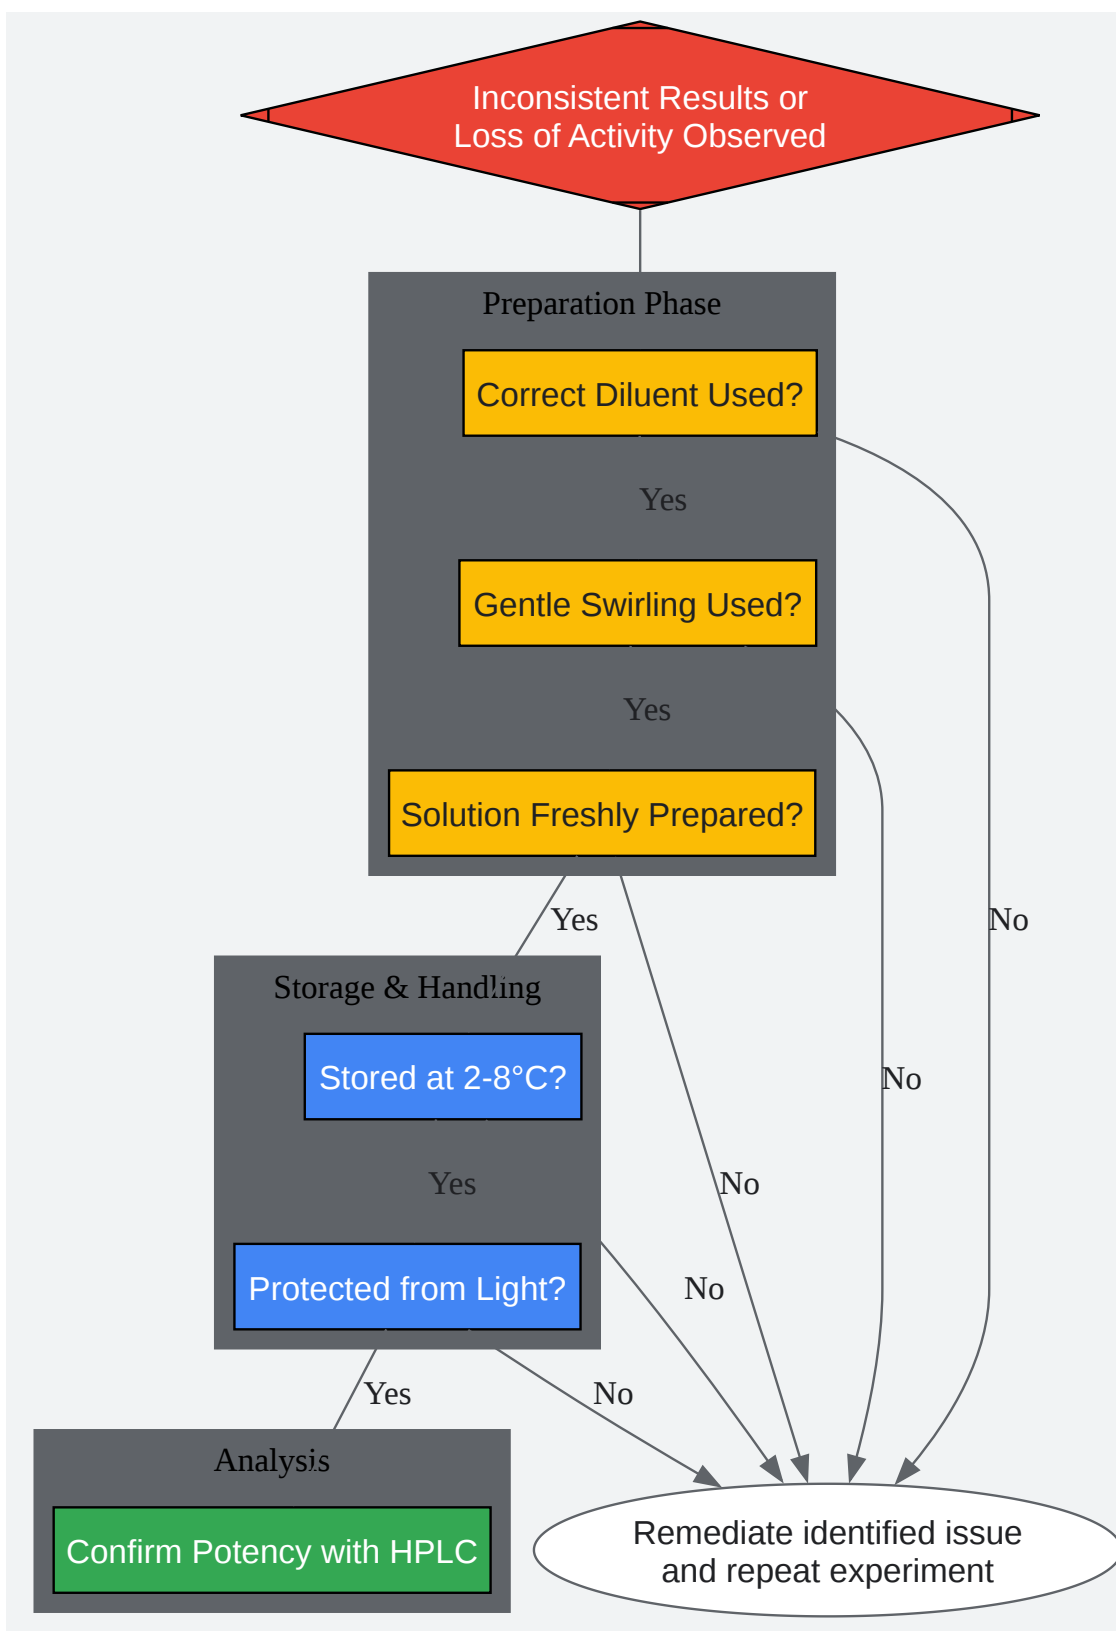 Inconsistent Results or
Loss of Activity Observed
Preparation Phase
Correct Diluent Used?
Yes
Gentle Swirling Used?
Yes
Solution Freshly Prepared?
Yes
No
Storage & Handling
Stored at 2-8°C?
No
Yes
No
Protected from Light?
No
Yes
No
Analysis
Confirm Potency with HPLC
Remediate identified issue
and repeat experiment